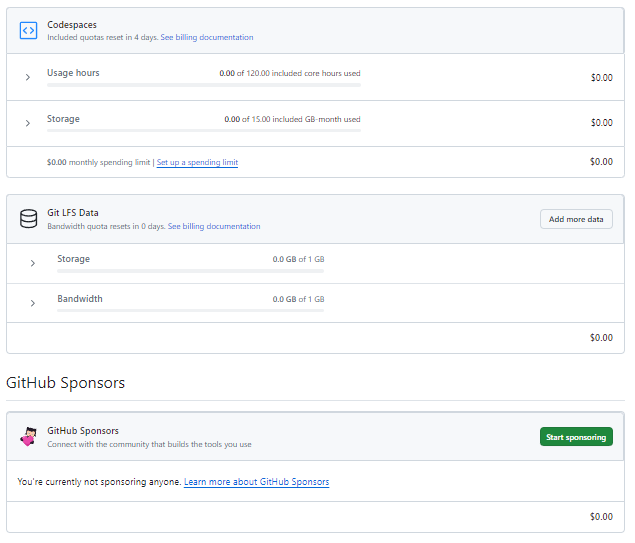 Codespaces
Included quotas reset in 4 days. See billing documentation
Usage hours 0.00 of 120.00 included core hours used $0.00
Storage 0.00 of 15.00 included GB-month used $0.00
$0.00 monthly spending limit | Set up a spending limit $0.00
Git LFS Data
Bandwidth quota resets in 0 days. See billing documentation
Add more data
Storage 0.0 GB of 1 GB
Bandwidth 0.0 GB of 1 GB
$0.00
GitHub Sponsors
GitHub Sponsors
Connect with the community that builds the tools you use
Start sponsoring
You're currently not sponsoring anyone. Learn more about GitHub Sponsors
$0.00